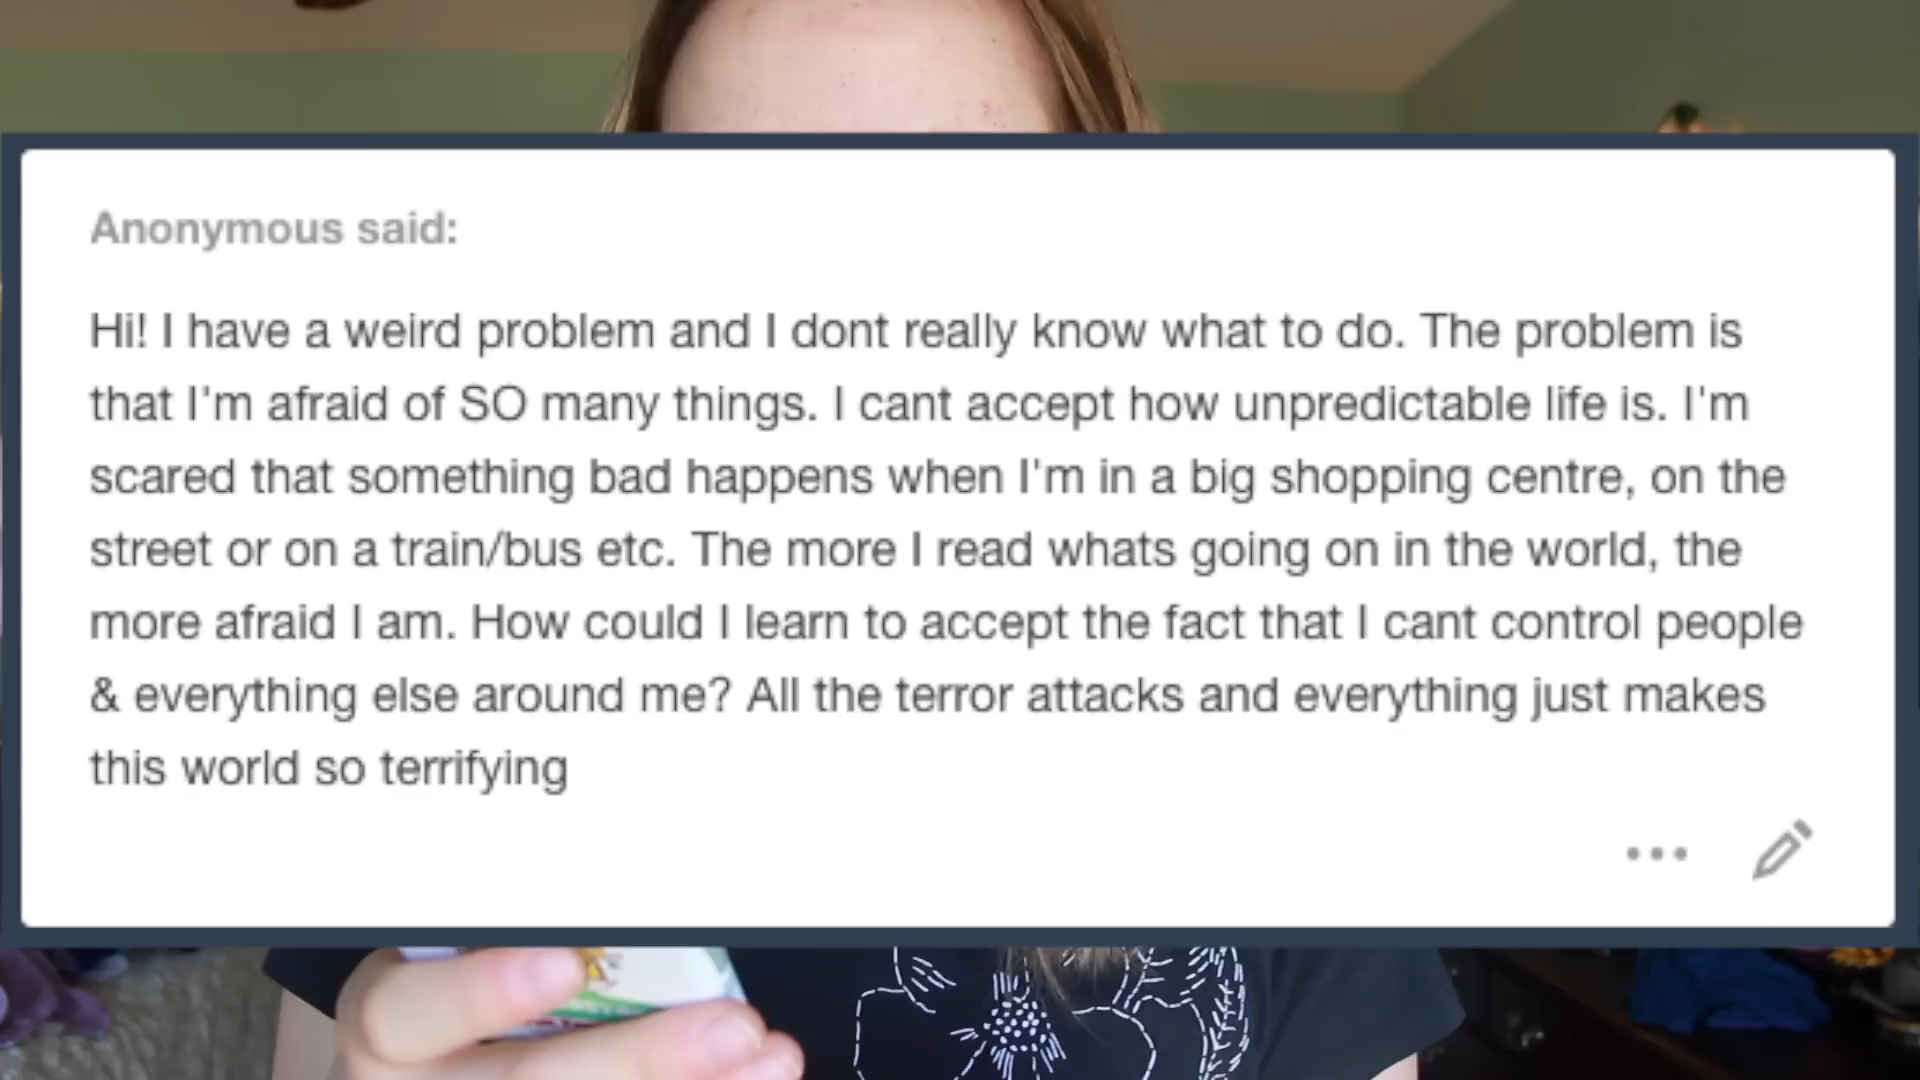 Anonymous said:
Hi! I have a weird problem and I dont really know what to do. The problem is
that I'm afraid of SO many things. I cant accept how unpredictable life is. I'm
scared that something bad happens when I'm in a big shopping centre, on the
street or on a train/bus etc. The more I read whats going on in the world, the
more afraid I am. How could I learn to accept the fact that I cant control people
& everything else around me? All the terror attacks and everything just makes
this world so terrifying